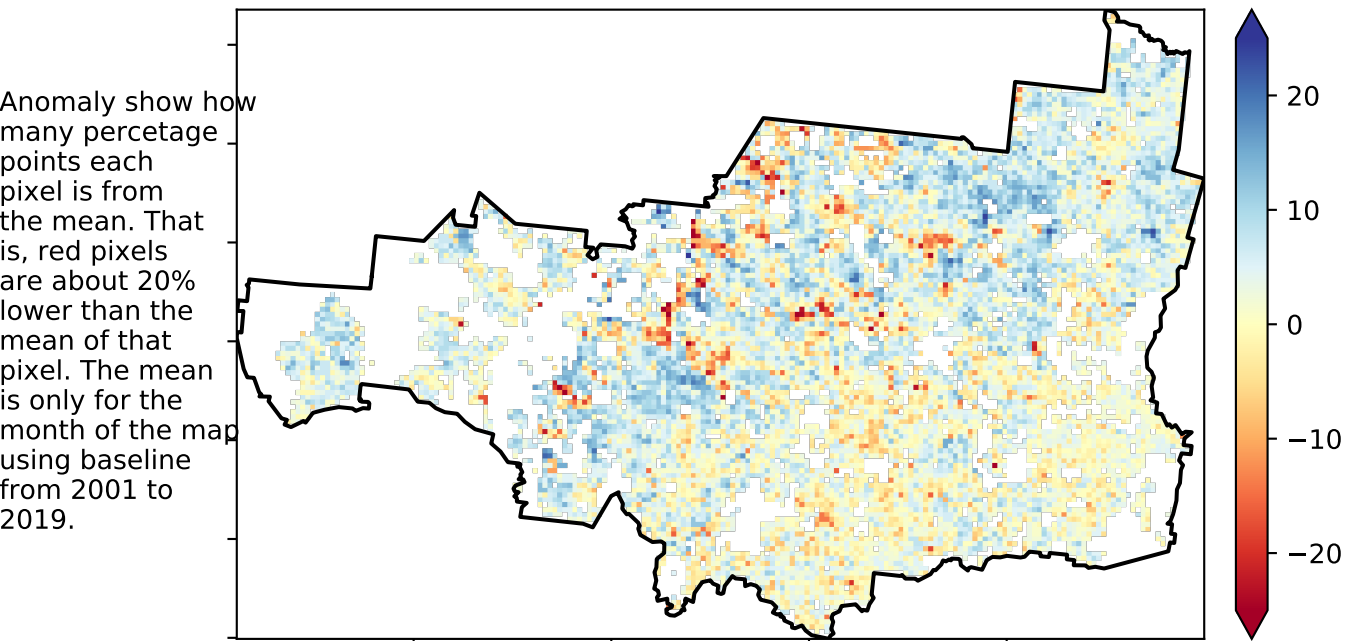 Anomaly show how
many percetage
points each
pixel is from
the mean. That
is, red pixels
are about 20%
lower than the
mean of that
pixel. The mean
is only for the
month of the map
using baseline
from 2001 to
2019.
20
10
0
−10
−20